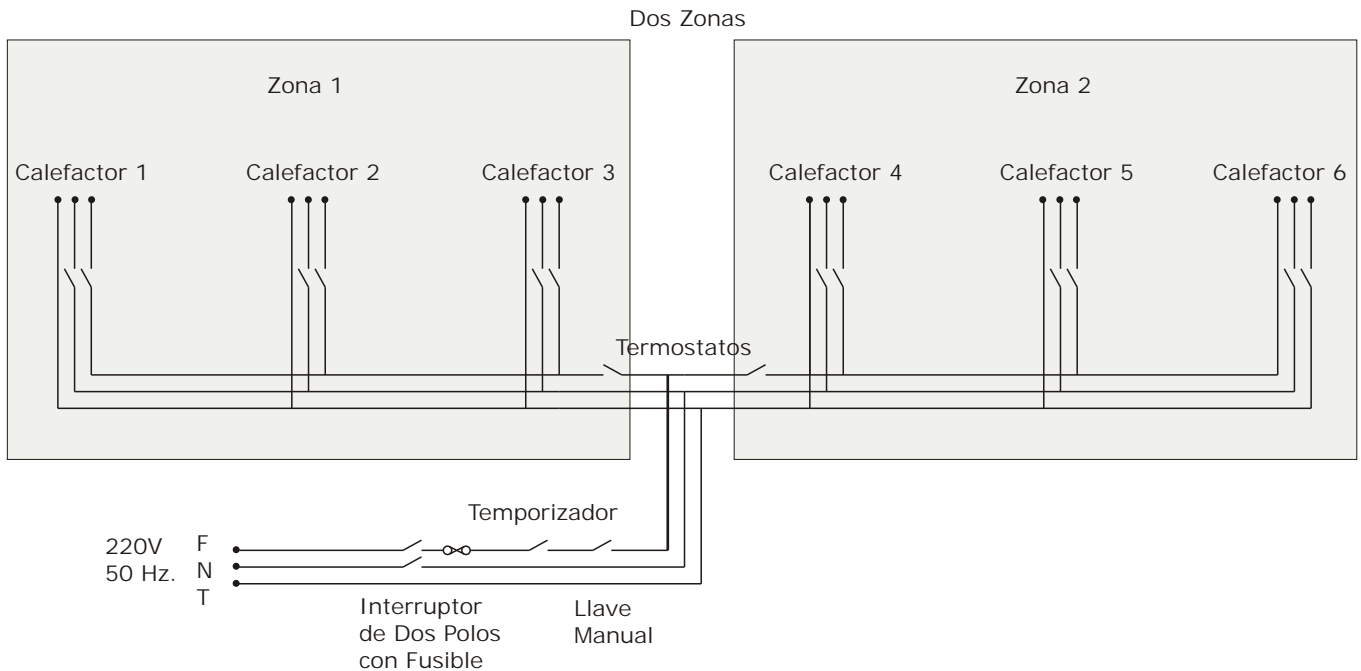 Dos Zonas
Zona 1
Zona 2
Calefactor 1
Calefactor 2
Calefactor 3
Calefactor 4
Calefactor 5
Calefactor 6
Termostatos
Temporizador
220V
50 Hz.
F
N
T
Interruptor
de Dos Polos
con Fusible
Llave
Manual